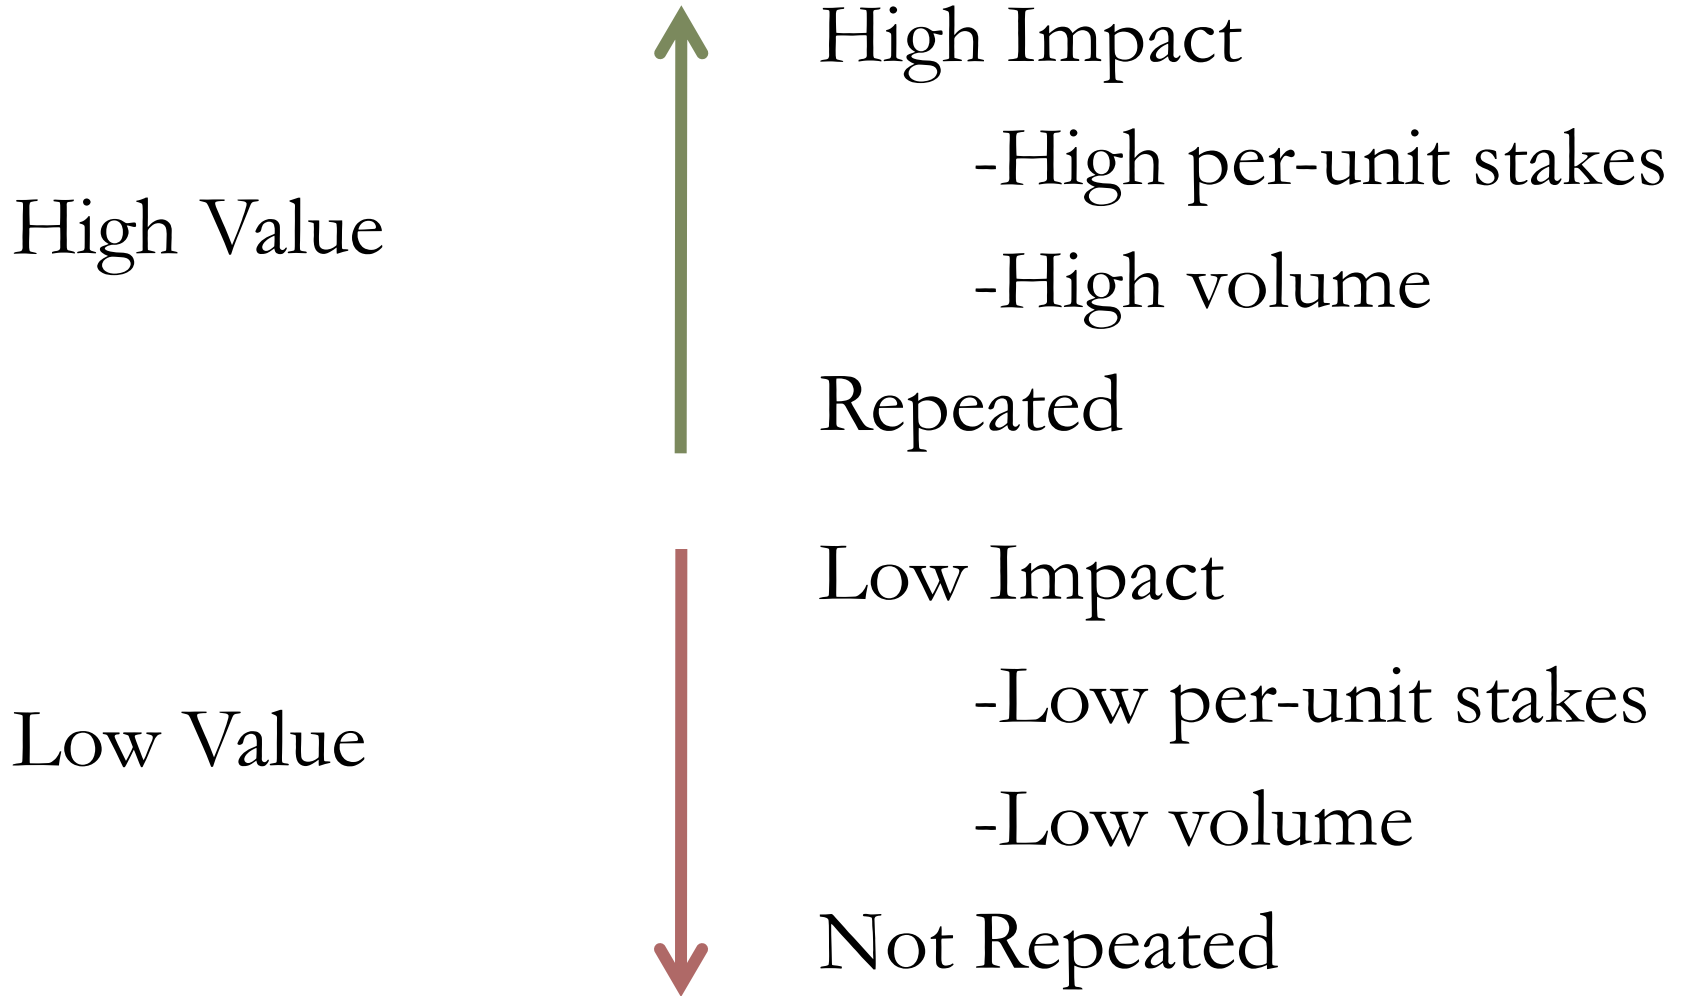 High Impact
-High per-unit stakes
High Value
-High volume
Repeated
Low Impact
-Low per-unit stakes
Low Value
-Low volume
Not Repeated